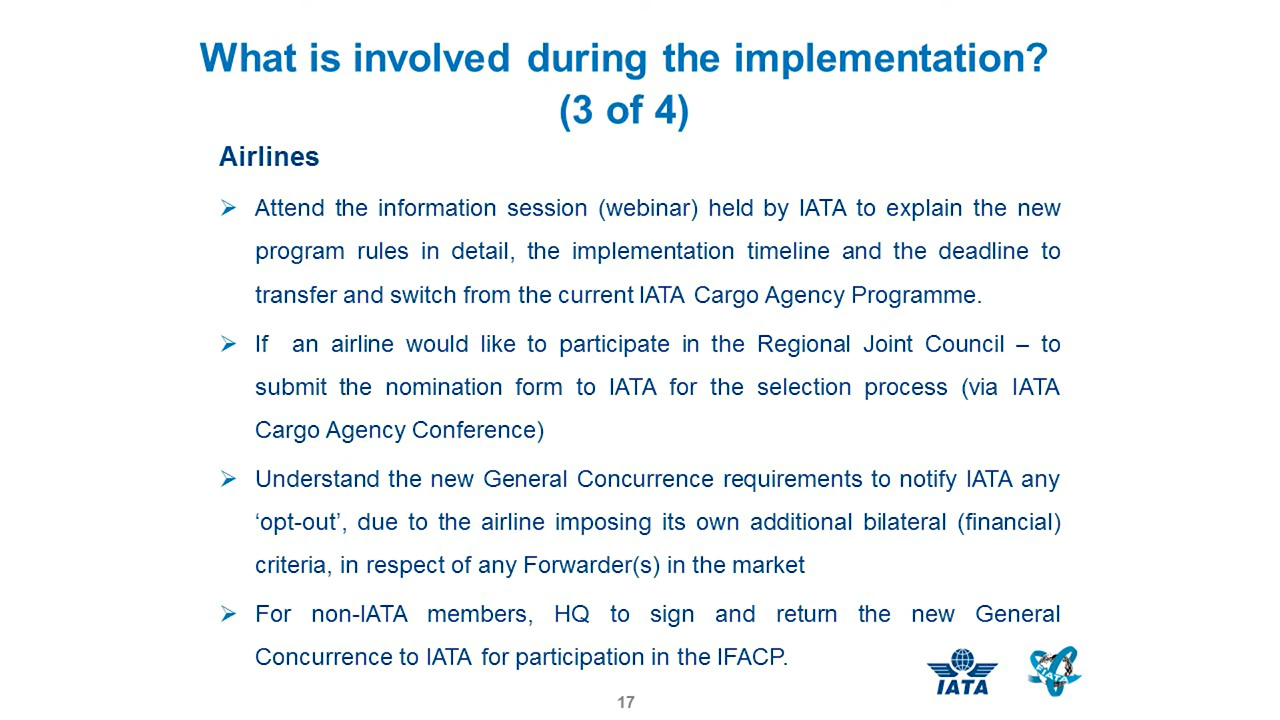 What is involved during the implementation?
(3 of 4)
Airlines
Attend the information session (webinar) held by IATA to explain the new
program rules in detail, the implementation timeline and the deadline to
transfer and switch from the current IATA Cargo Agency Programme.
If an airline would like to participate in the Regional Joint Council – to
submit the nomination form to IATA for the selection process (via IATA
Cargo Agency Conference)
Understand the new General Concurrence requirements to notify IATA any
‘opt-out’, due to the airline imposing its own additional bilateral (financial)
criteria, in respect of any Forwarder(s) in the market
For non-IATA members, HQ to sign and return the new General
Concurrence to IATA for participation in the IFACP.
IATA
FIATA
17